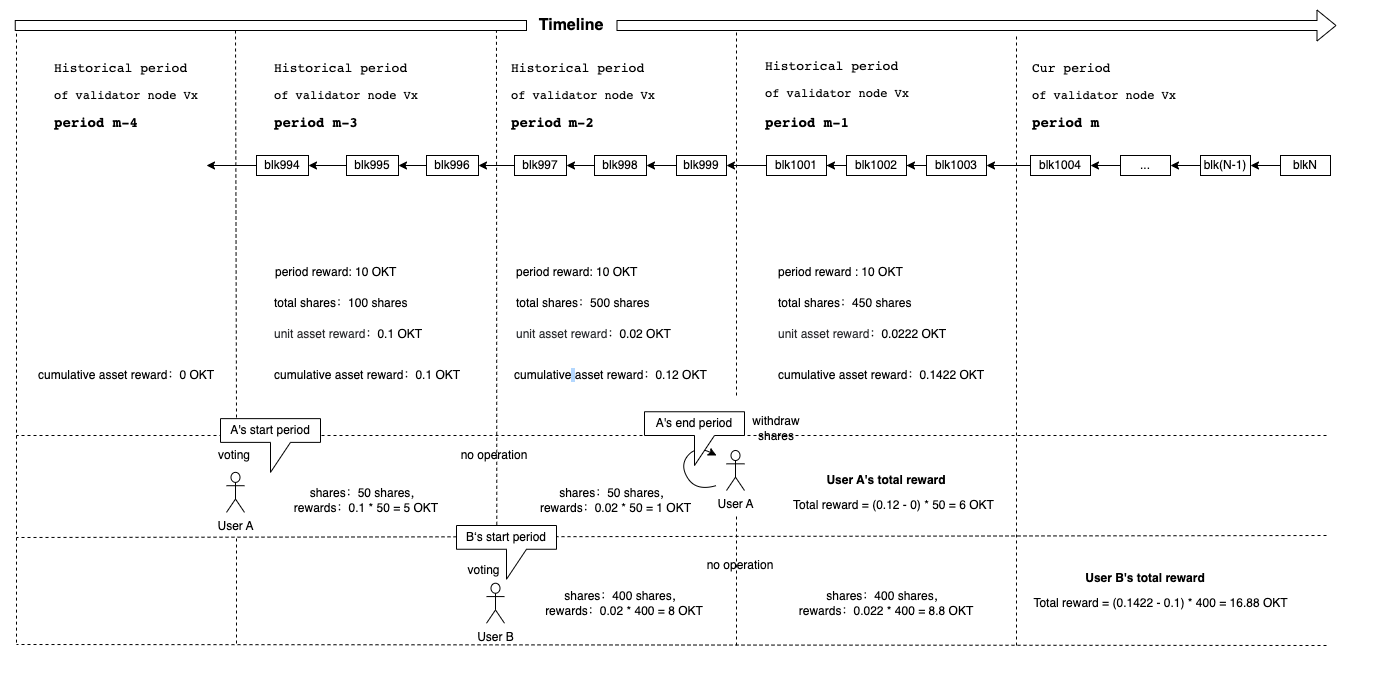 Timeline
Historical period
of validator node Vx
period m-4
Historical period
of validator node Vx
period m-3
Historical period
of validator node Vx
period m-2
Historical period
of validator node Vx
period m-1
Cur period
of validator node Vx
period m
blk994
blk995
blk996
blk997
blk998
blk999
blk1001
blk1002
blk1003
blk1004
...
blk(N-1)
blkN
period reward: 10 OKT
period reward: 10 OKT
period reward : 10 OKT
total shares：100 shares
total shares：500 shares
total shares：450 shares
unit asset reward：0.1 OKT
unit asset reward：0.02 OKT
unit asset reward：0.0222 OKT
cumulative asset reward：0 OKT
cumulative asset reward：0.1 OKT
cumulative asset reward：0.12 OKT
cumulative asset reward：0.1422 OKT
A's start period
voting
User A
shares：50 shares,
rewards：0.1 * 50 = 5 OKT
no operation
shares：50 shares,
rewards：0.02 * 50 = 1 OKT
A's end period
withdraw
shares
User A
User A's total reward
Total reward = (0.12 - 0) * 50 = 6 OKT
B's start period
voting
User B
shares：400 shares,
rewards：0.02 * 400 = 8 OKT
no operation
shares：400 shares,
rewards：0.022 * 400 = 8.8 OKT
User B's total reward
Total reward = (0.1422 - 0.1) * 400 = 16.88 OKT